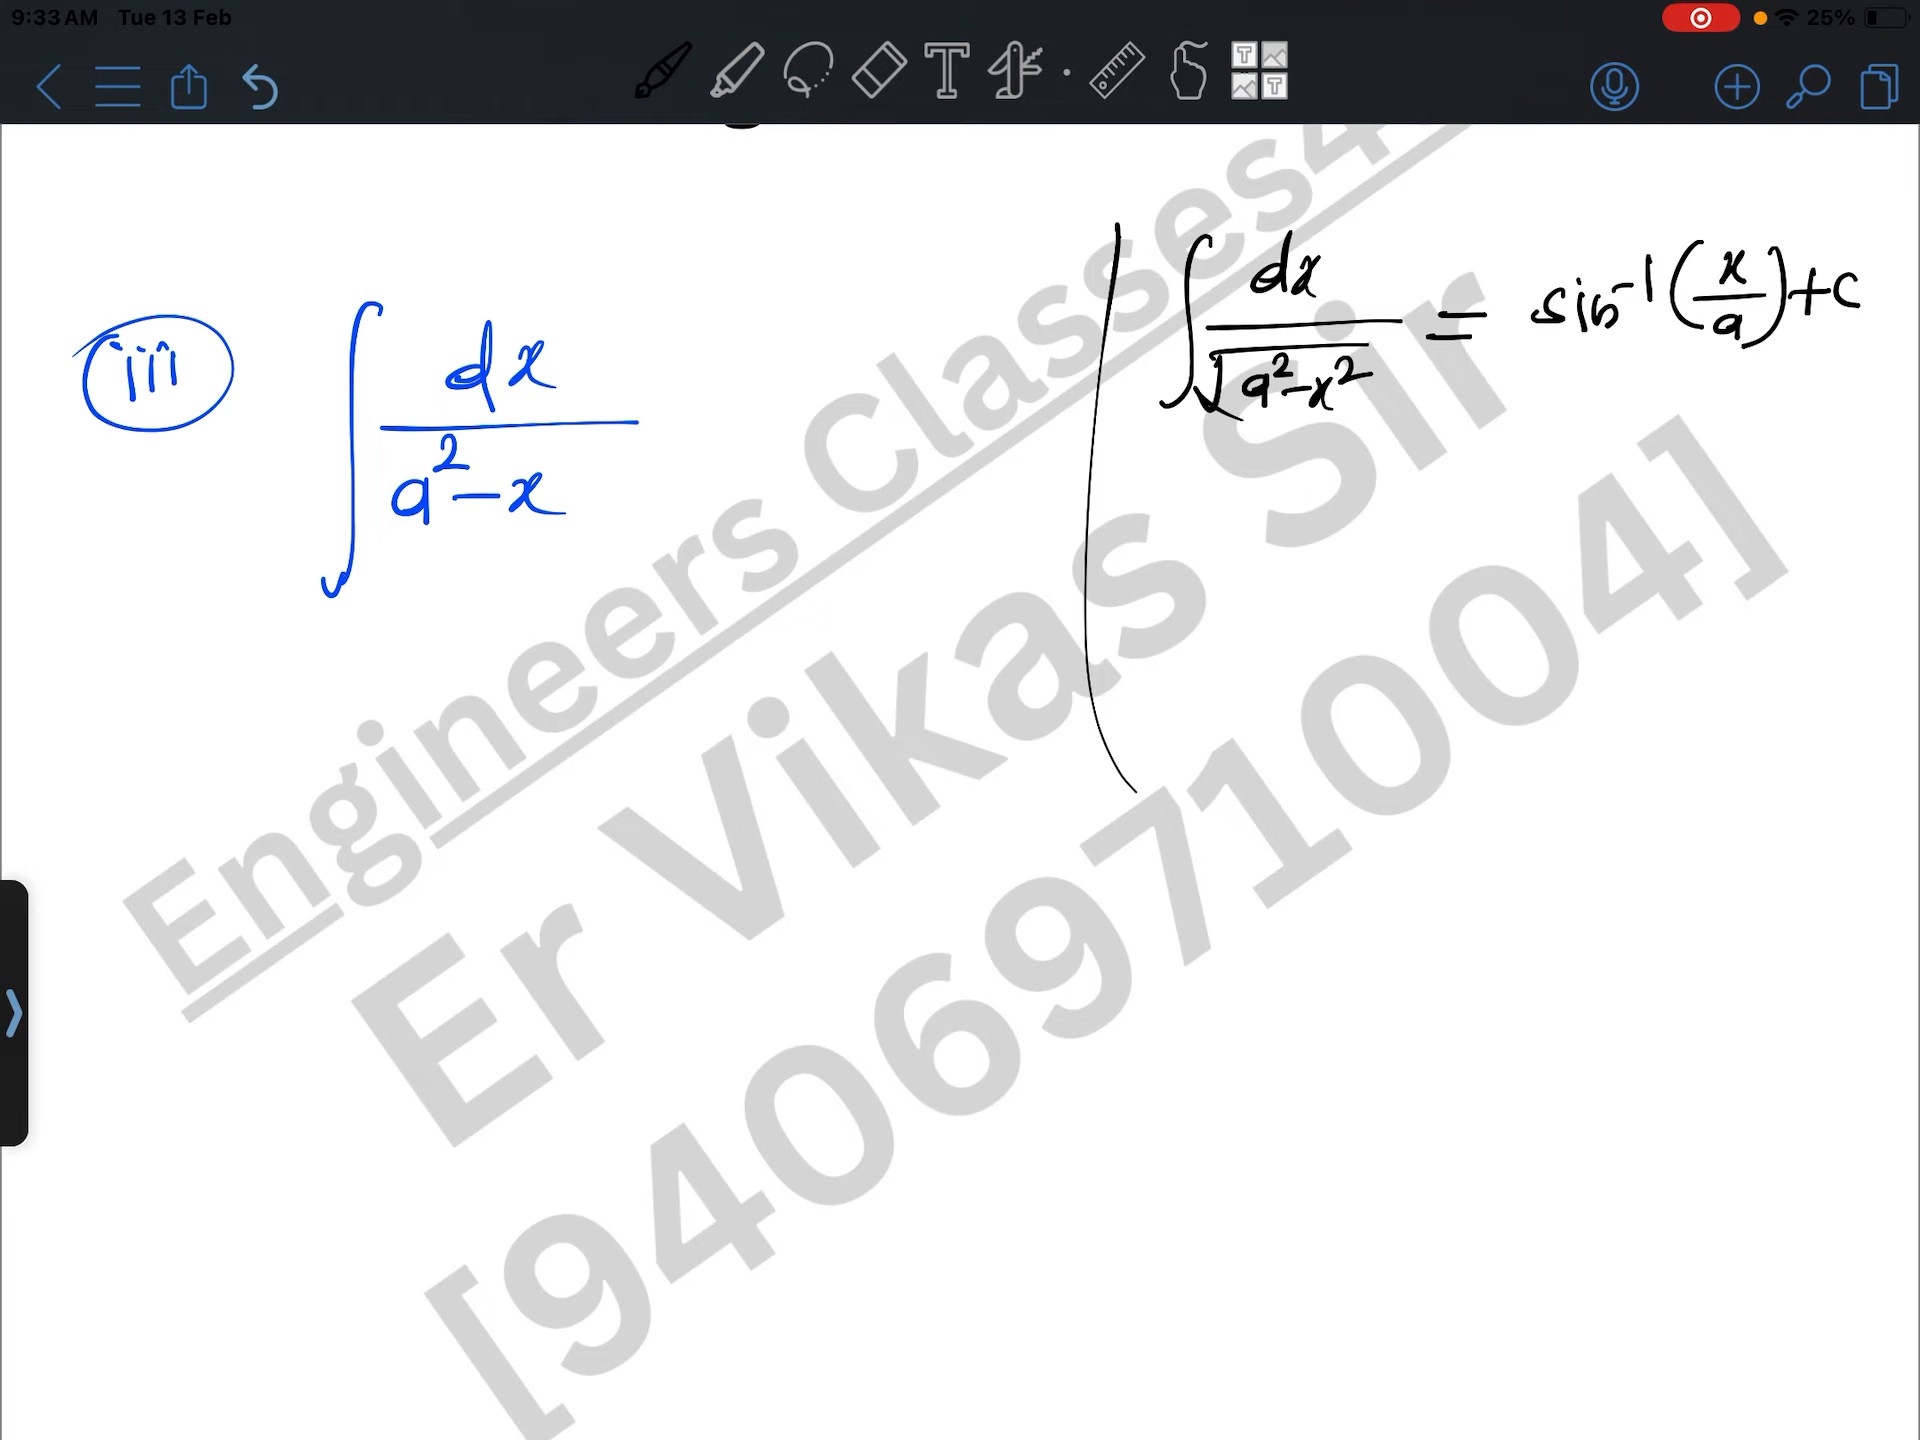 9:33 AM Tue 13 Feb
25%
iii ∫ dx / a² - x
∫ dx / √a²-x² = sin⁻¹ (x/a) + c
Engineers Classes4
Er Vikas Sir
[9406971004]